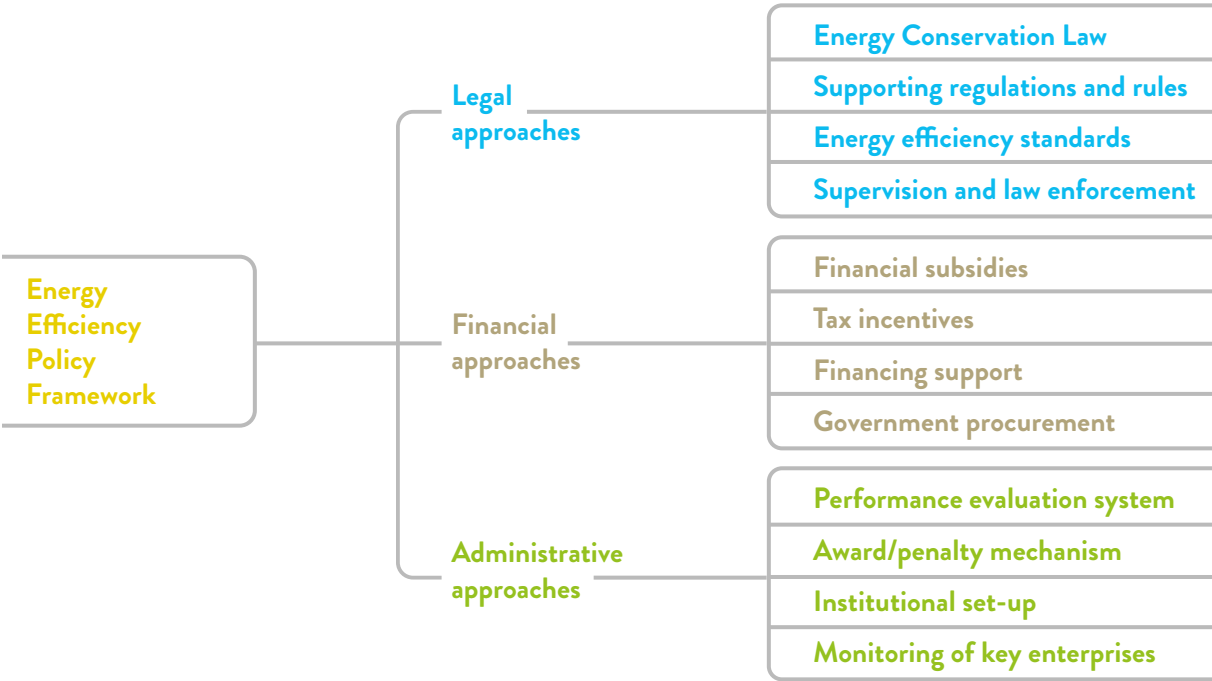 Energy
Efficiency
Policy
Framework
Legal
approaches
Energy Conservation Law
Supporting regulations and rules
Energy efficiency standards
Supervision and law enforcement
Financial
approaches
Financial subsidies
Tax incentives
Financing support
Government procurement
Administrative
approaches
Performance evaluation system
Award/penalty mechanism
Institutional set-up
Monitoring of key enterprises